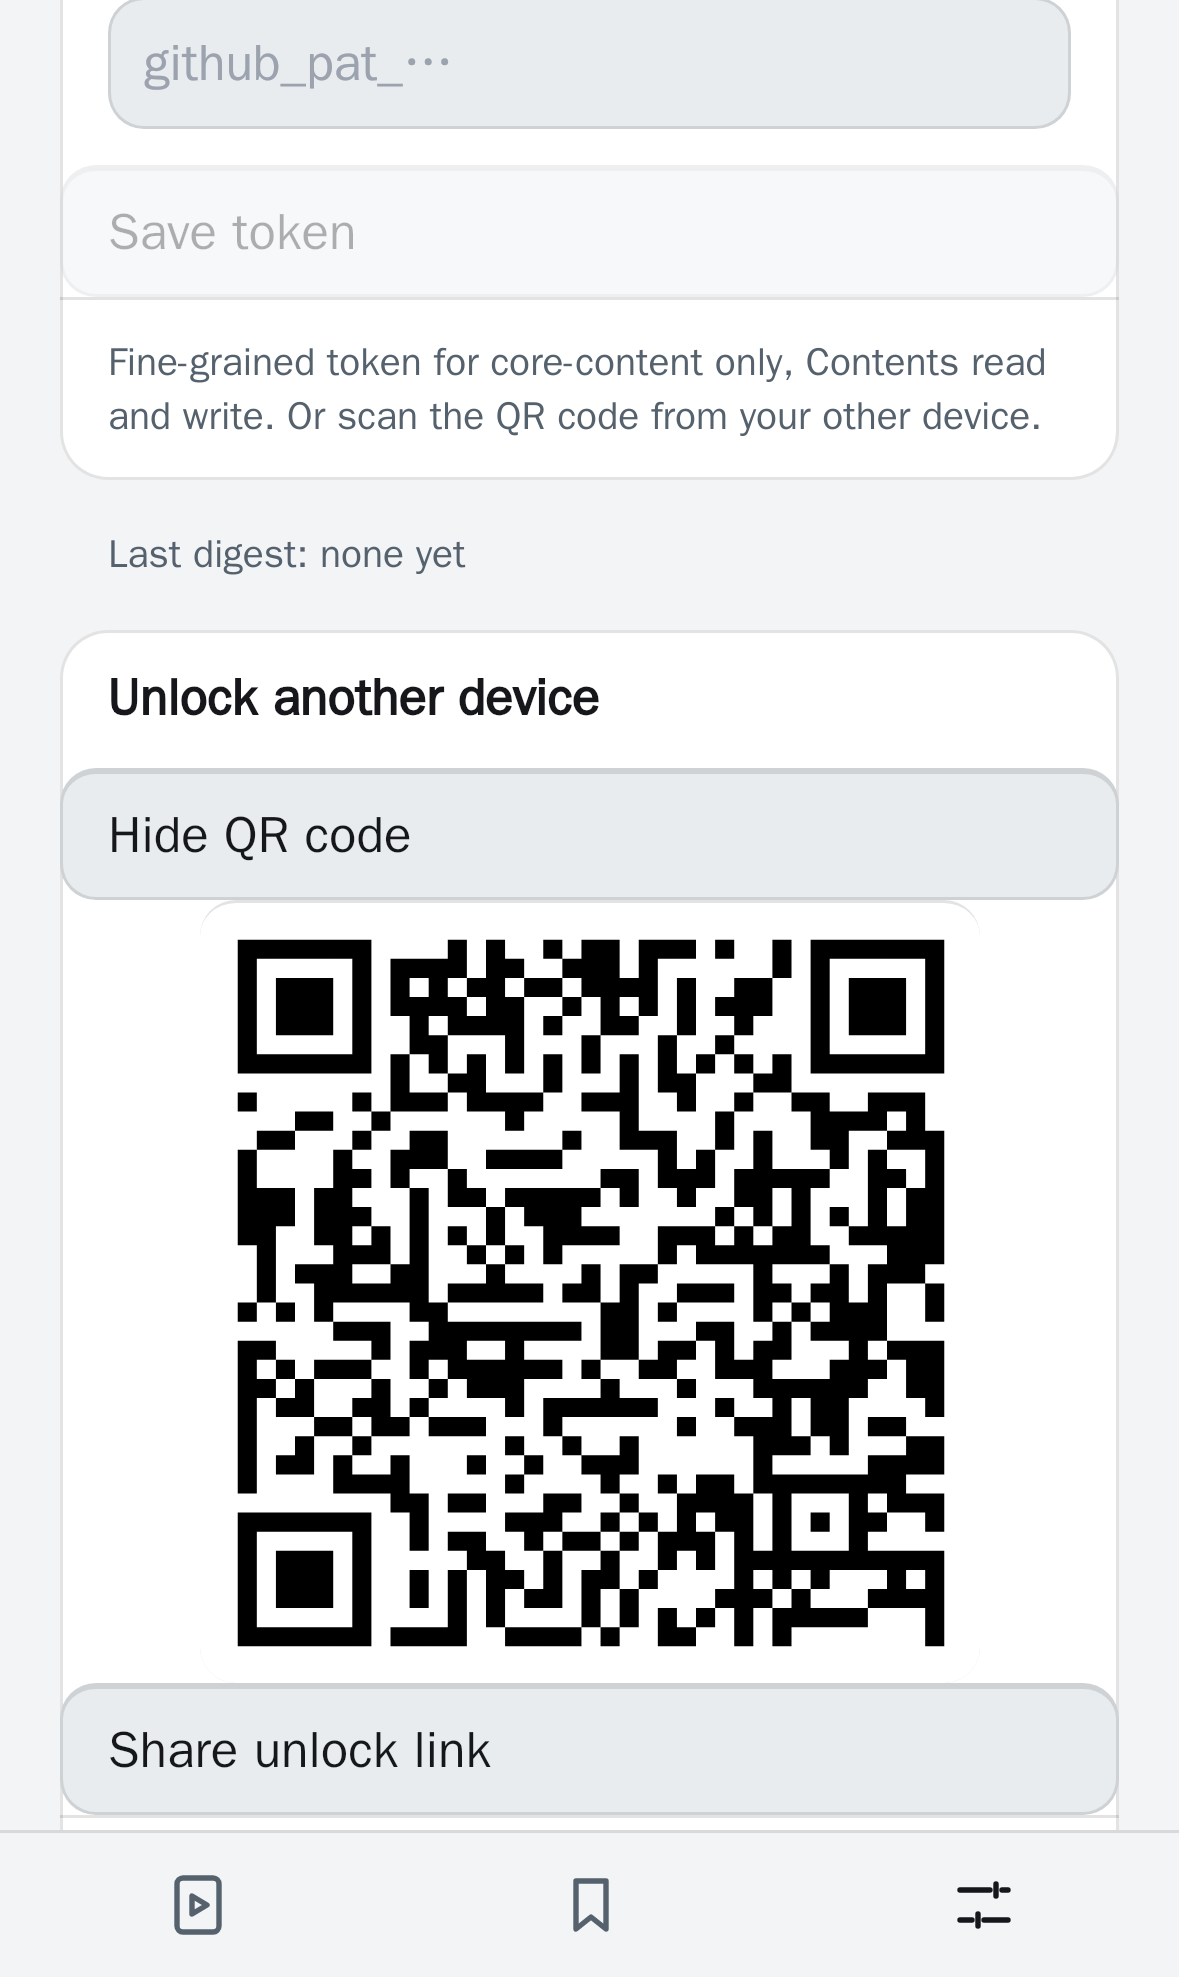 github_pat_…
Save token
Fine-grained token for core-content only, Contents read
and write. Or scan the QR code from your other device.
Last digest: none yet
Unlock another device
Hide QR code
Share unlock link